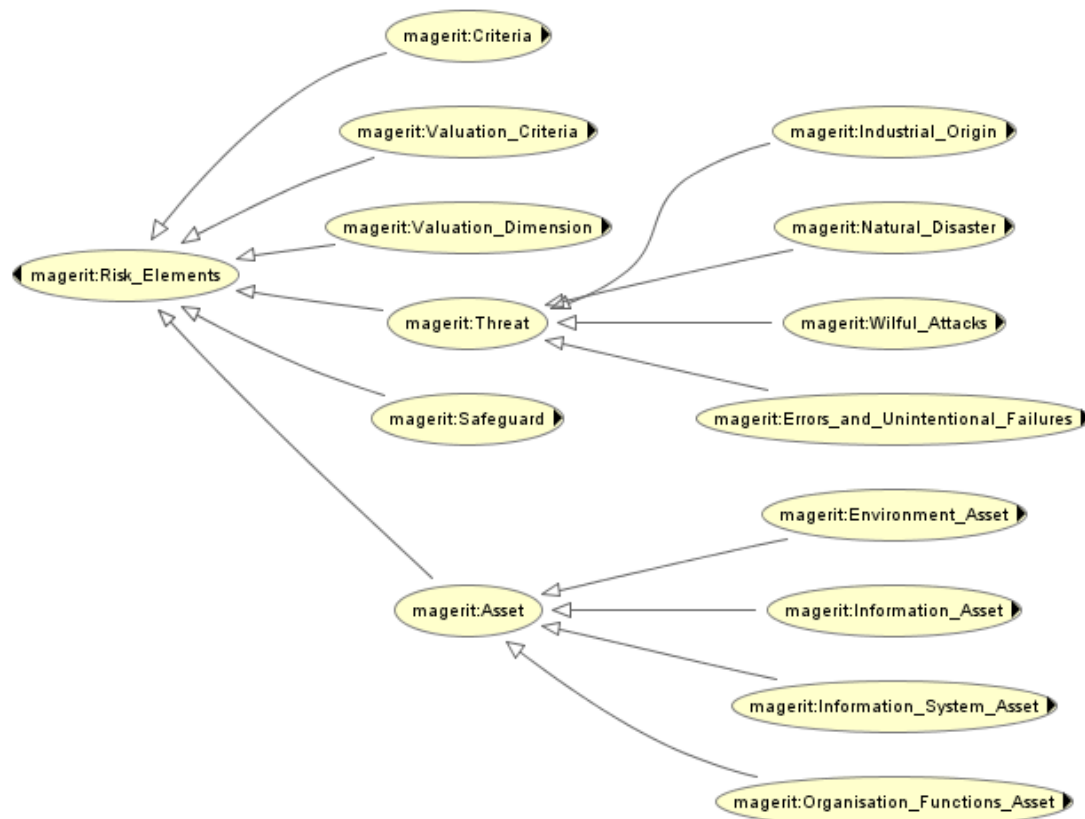 magerit:Criteria
magerit:Valuation_Criteria
magerit:Industrial_Origin
magerit:Valuation_Dimension
magerit:Natural_Disaster
magerit:Risk_Elements
magerit:Threat
magerit:Wilful_Attacks
magerit:Safeguard
magerit:Errors_and_Unintentional_Failures
magerit:Environment_Asset
magerit:Asset
magerit:Information_Asset
magerit:Information_System_Asset
magerit:Organisation_Functions_Asset